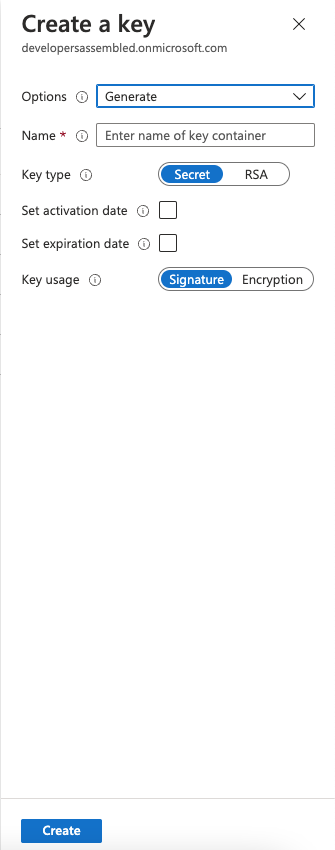 Create a key
developersassembled.onmicrosoft.com
Options Generate
Name * Enter name of key container
Key type Secret RSA
Set activation date
Set expiration date
Key usage Signature Encryption
Create